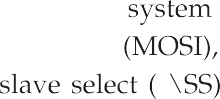 system
(MOSI),
slave select ( \SS)